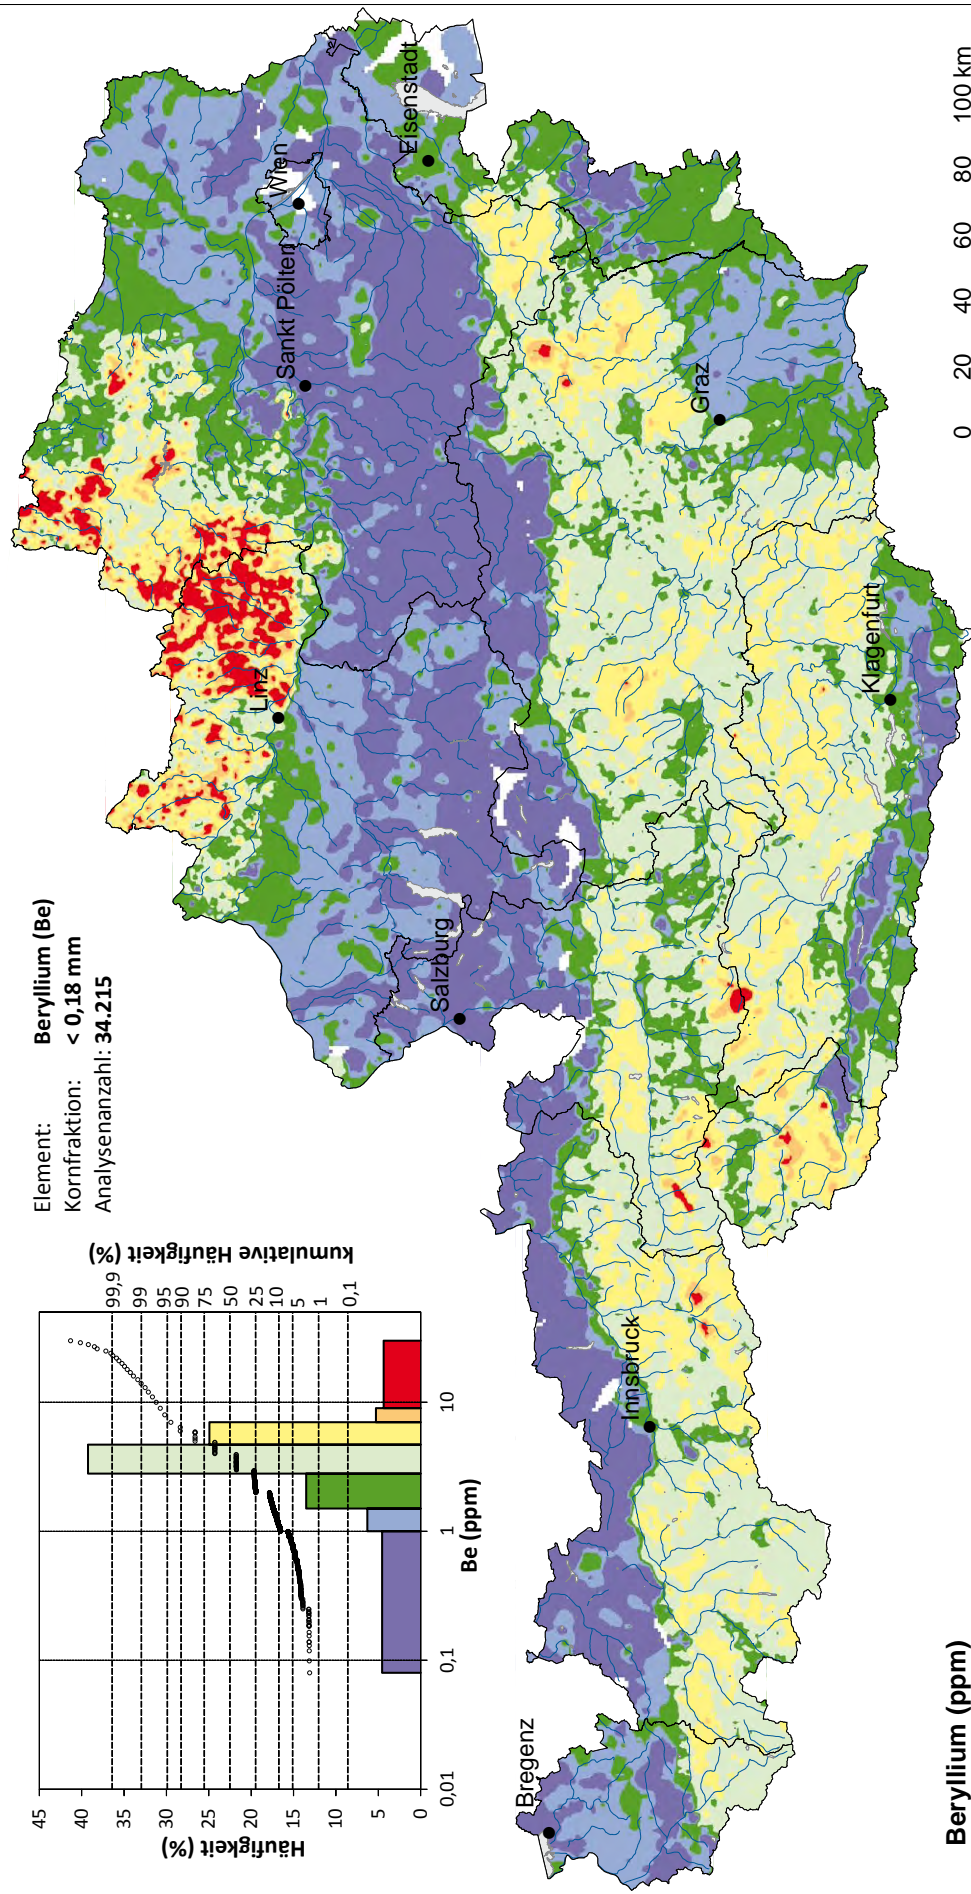 Element: Beryllium (Be)
Kornfraktion: < 0,18 mm
Analysenanzahl: 34.215
Häufigkeit (%)
45
40
35
30
25
20
15
10
5
0
kumulative Häufigkeit (%)
99,9
99
95
90
75
50
25
10
5
1
0,1
0,01
0,1
1
10
Be (ppm)
Bregenz
Innsbruck
Salzburg
Linz
Sankt Pölten
Wien
Eisenstadt
Graz
Klagenfurt
Beryllium (ppm)
0 20 40 60 80 100 km